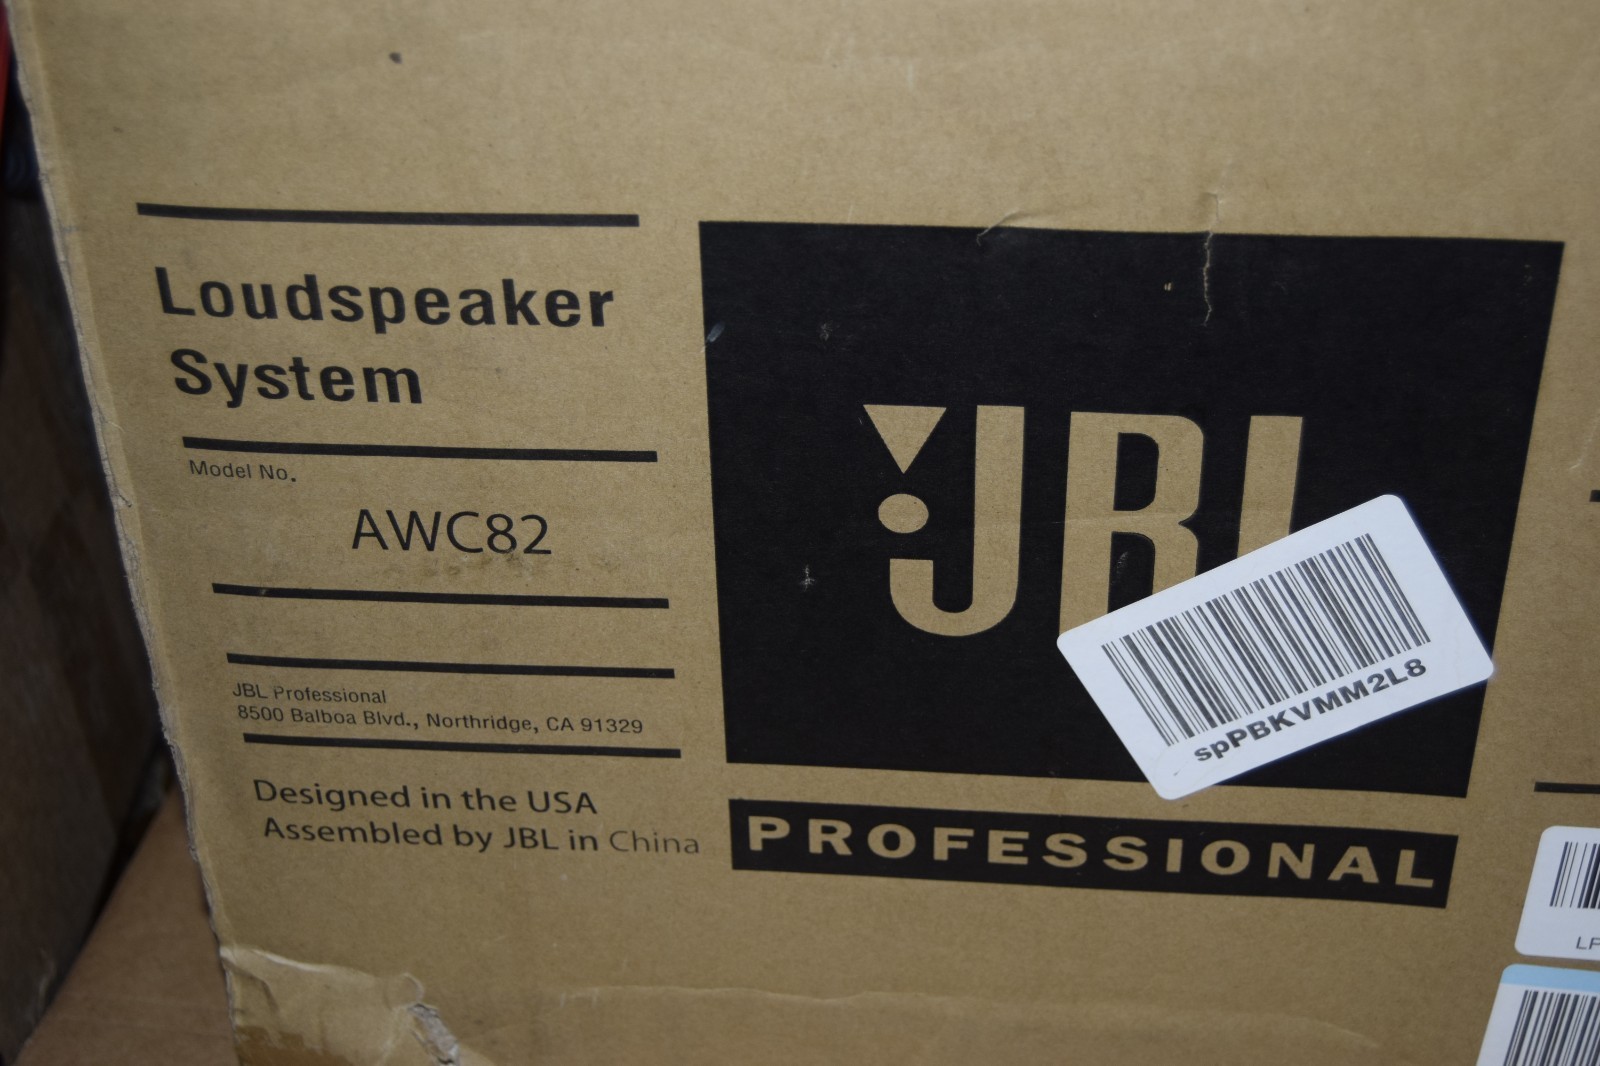 Loudspeaker
System
Model No.
AWC82
JBL Professional
8500 Balboa Blvd., Northridge, CA 91329
Designed in the USA
Assembled by JBL in China
JBL
PROFESSIONAL
spPBKVMM2L8